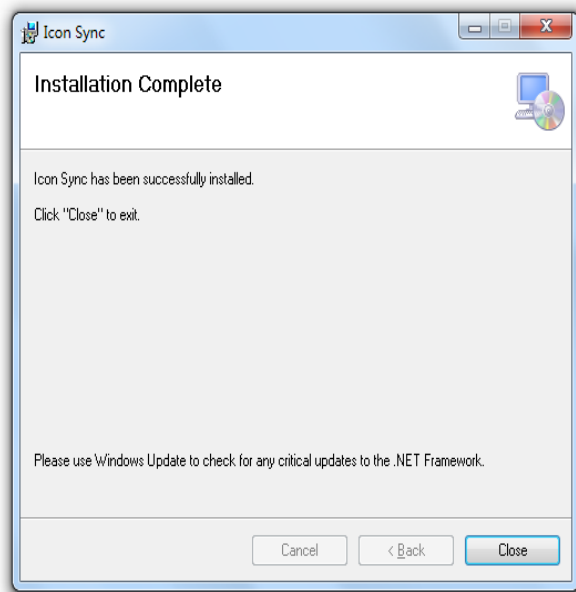 Icon Sync
Installation Complete
Icon Sync has been successfully installed.
Click "Close" to exit.
Please use Windows Update to check for any critical updates to the .NET Framework.
Cancel
< Back
Close